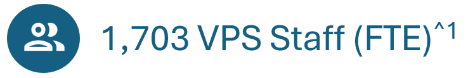 1,703 VPS Staff (FTE)^1